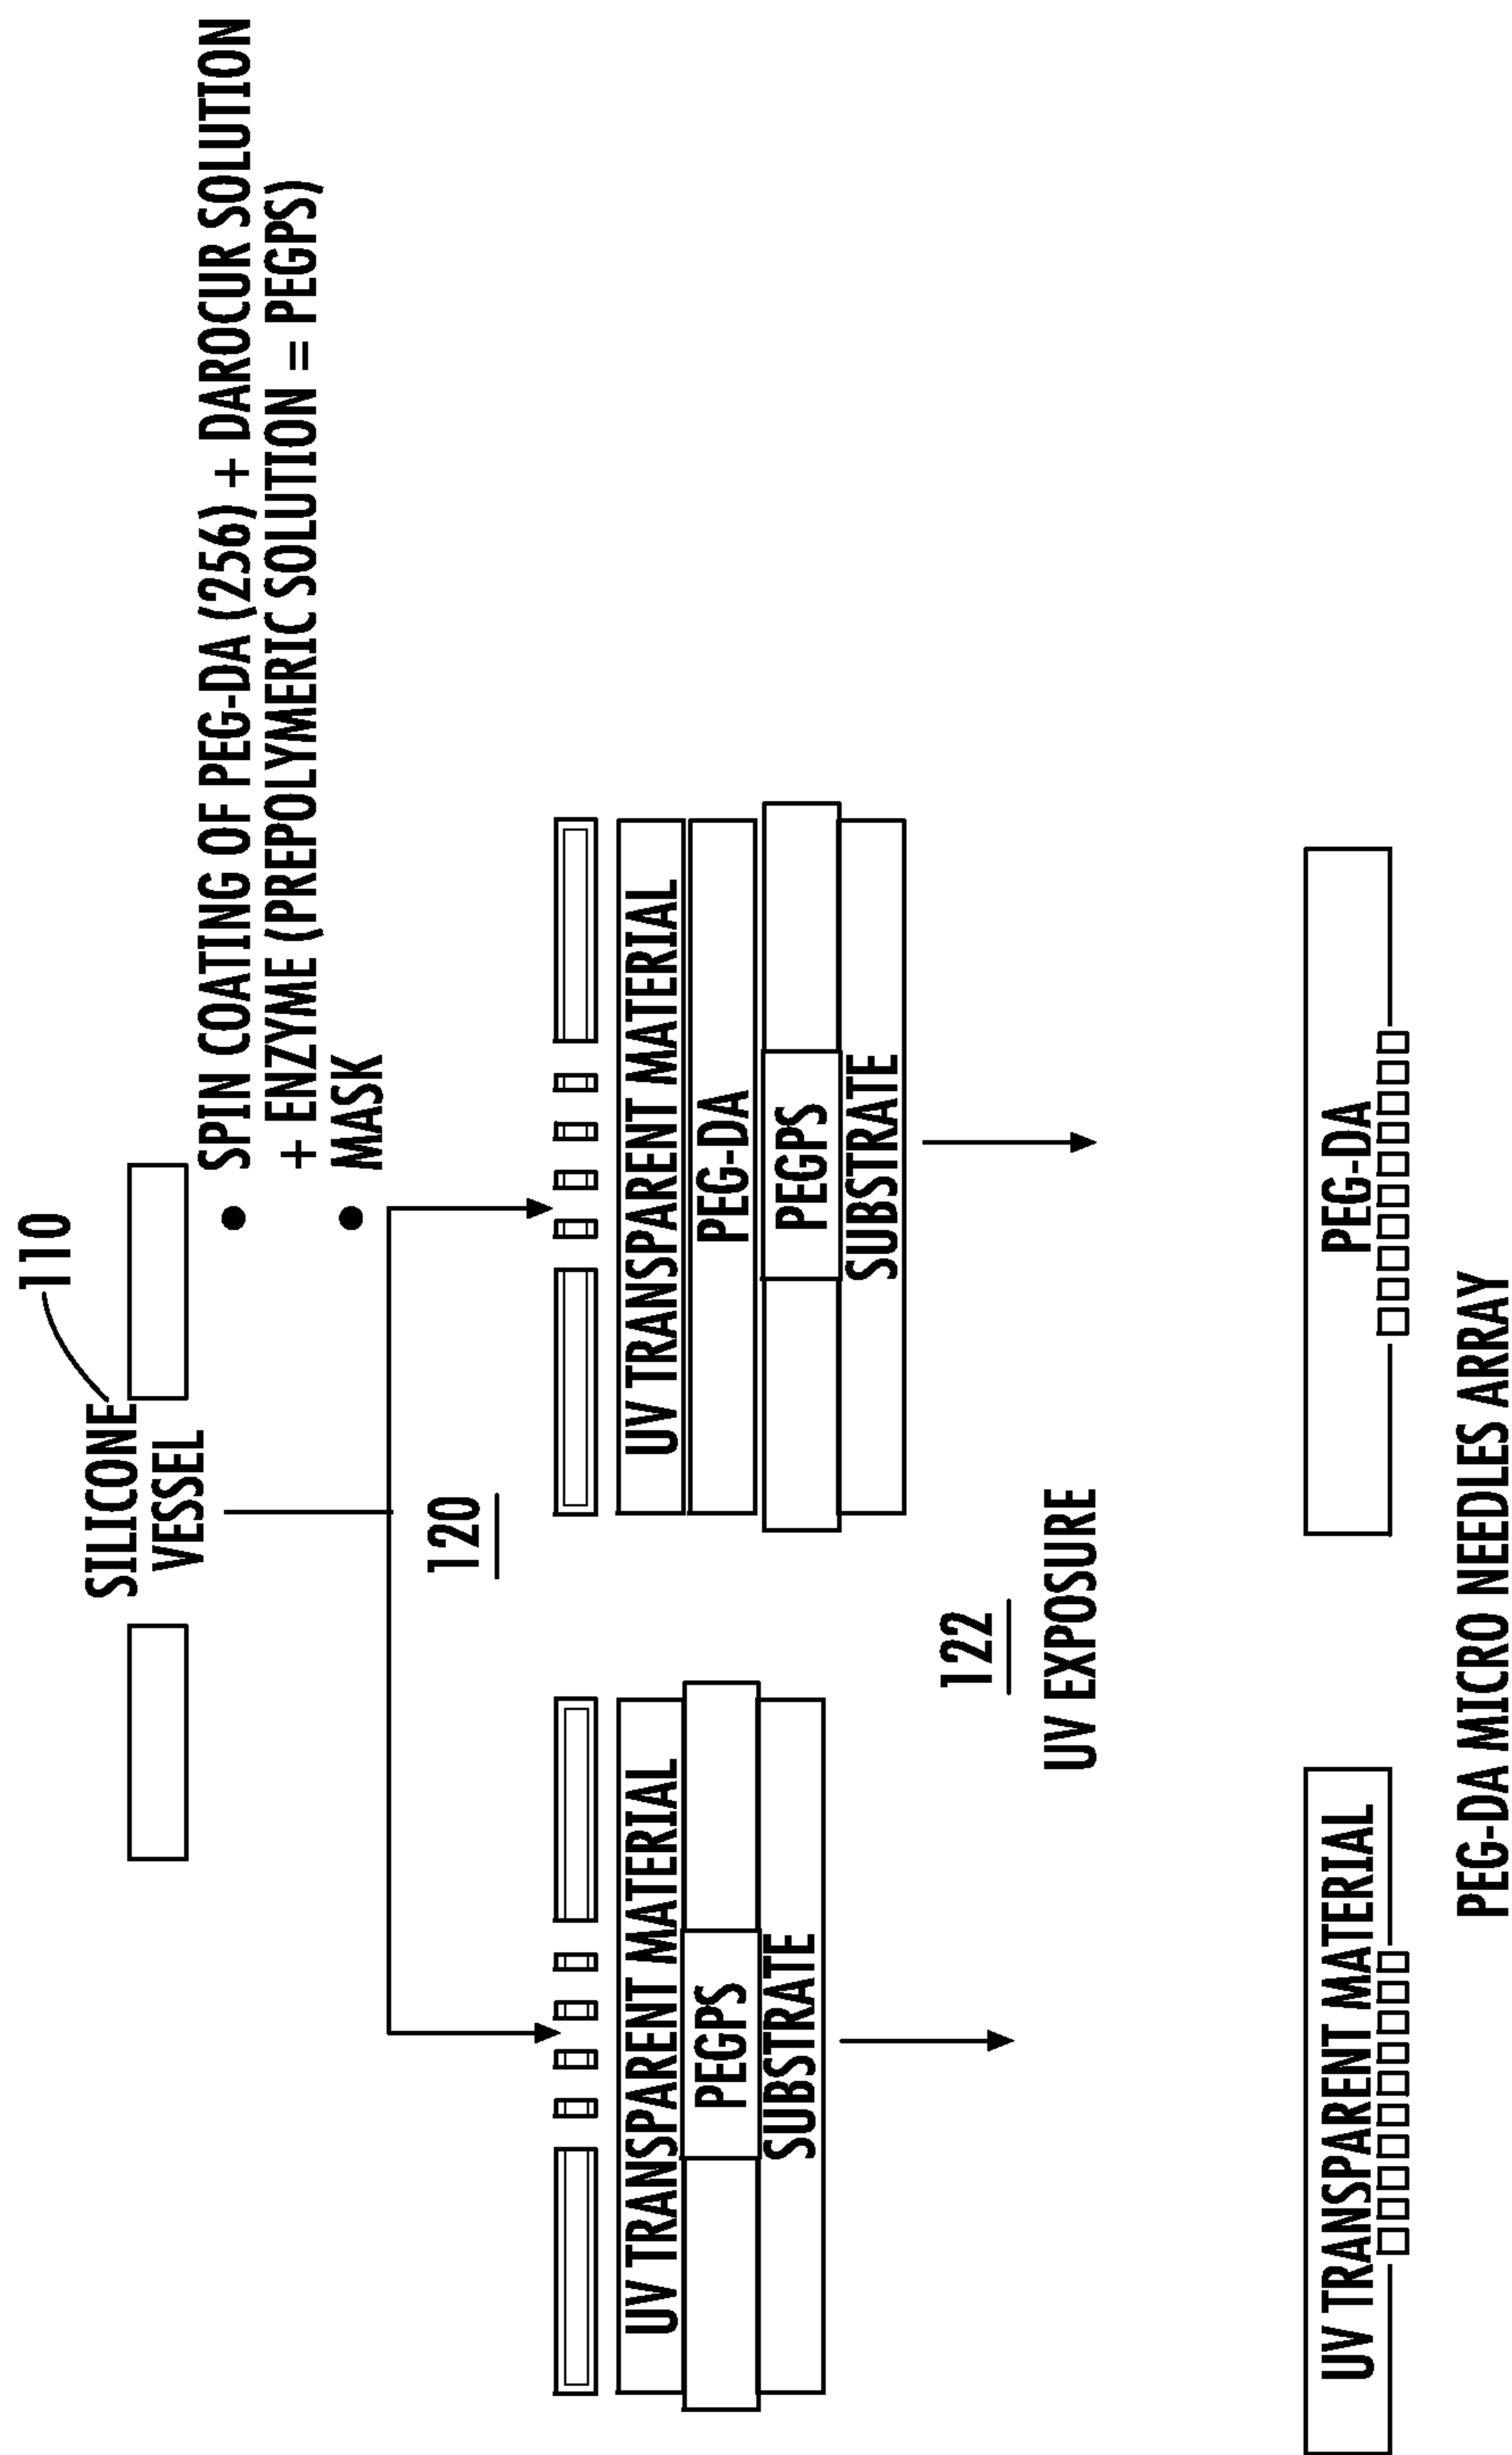 110
SILICONE
VESSEL
• SPIN COATING OF PEG-DA (256) + DAROCUR SOLUTION
+ ENZYME (PREPOLYMERIC SOLUTION = PEGPS)
• MASK
120
UV TRANSPARENT MATERIAL
PEGPS
SUBSTRATE
UV TRANSPARENT MATERIAL
PEG-DA
PEGPS
SUBSTRATE
122
UV EXPOSURE
UV TRANSPARENT MATERIAL
PEG-DA
PEG-DA MICRO NEEDLES ARRAY